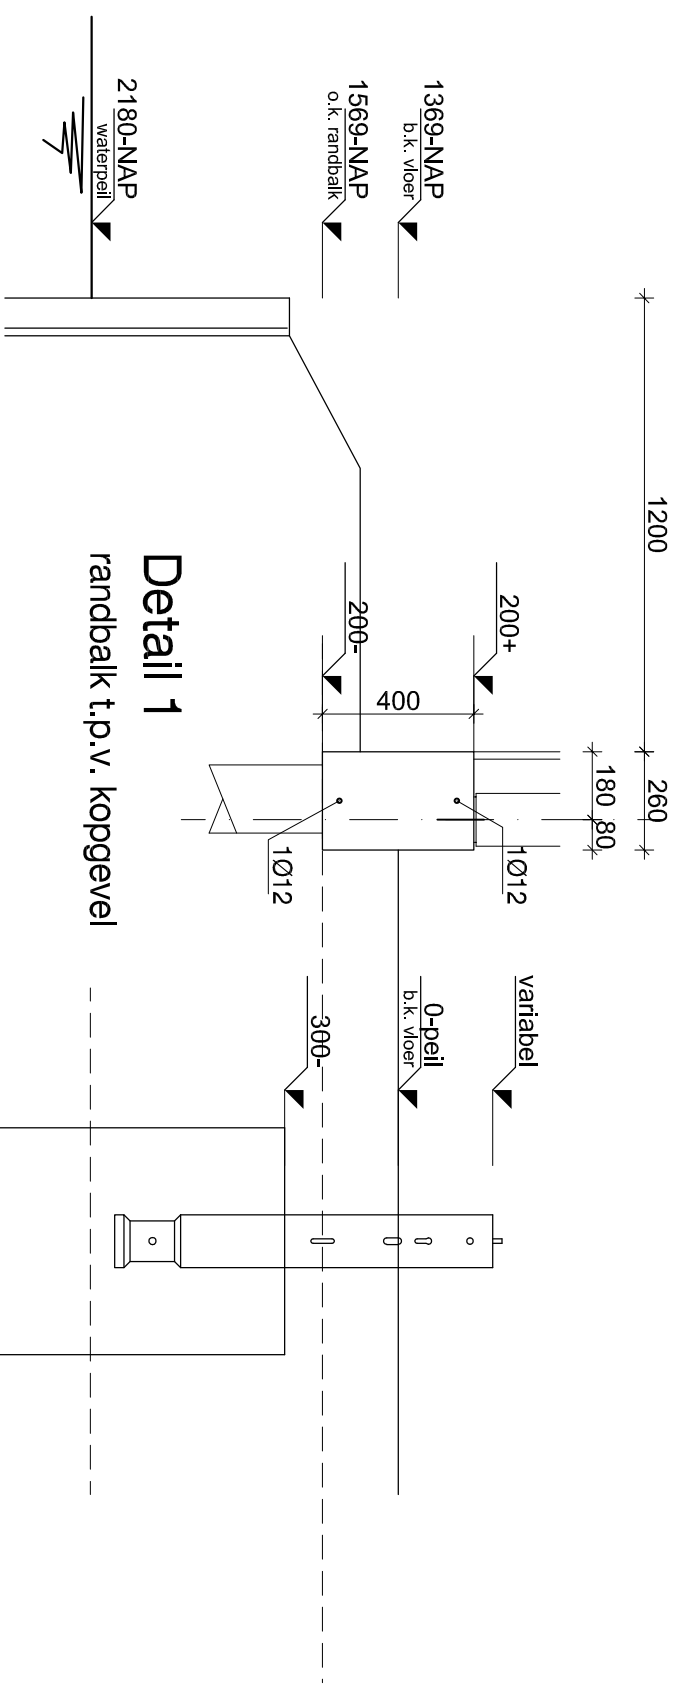 1200
260
180
80
1369-NAP
b.k. vloer
1569-NAP
o.k. randbalk
2180-NAP
waterpeil
200+
200-
400
1Ø12
1Ø12
variabel
0-peil
b.k. vloer
300-
Detail 1
randbalk t.p.v. kopgevel